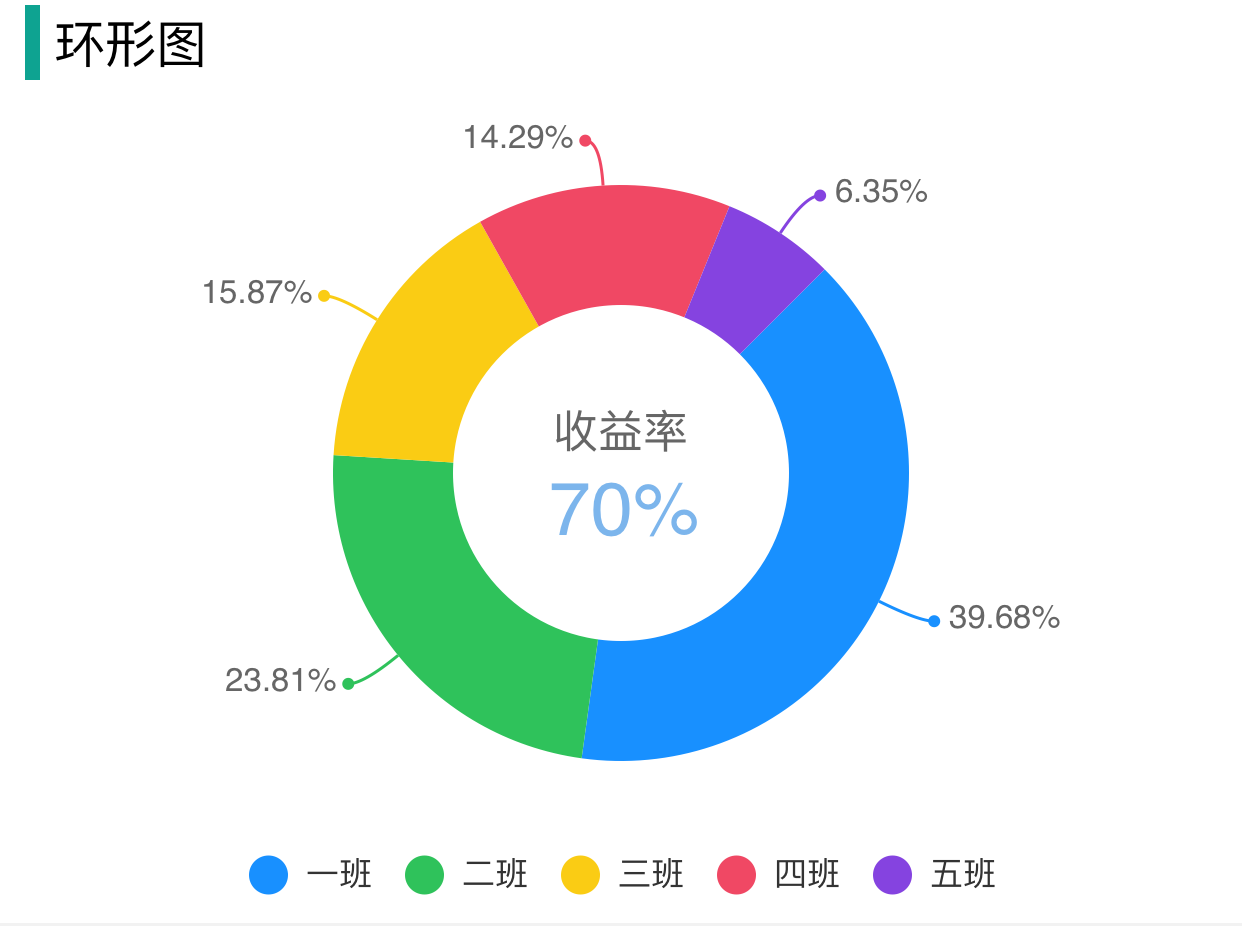 环形图
14.29%
6.35%
15.87%
收益率
70%
39.68%
23.81%
一班 二班 三班 四班 五班